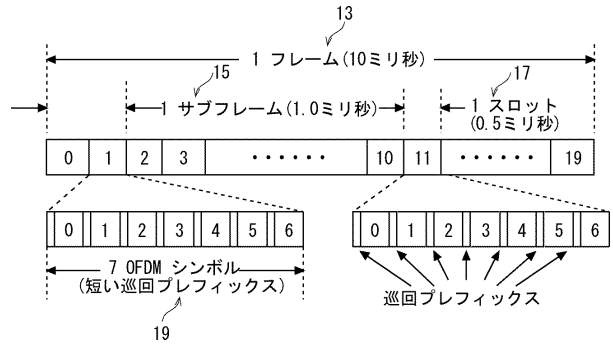 13
1 フレーム(10ミリ秒)
15
17
1 サブフレーム(1.0ミリ秒)
1 スロット
(0.5ミリ秒)
0 1 2 3 ・・・・・・ 10 11 ・・・・・・ 19
0 1 2 3 4 5 6
0 1 2 3 4 5 6
7 OFDM シンボル
(短い巡回プレフィックス)
巡回プレフィックス
19